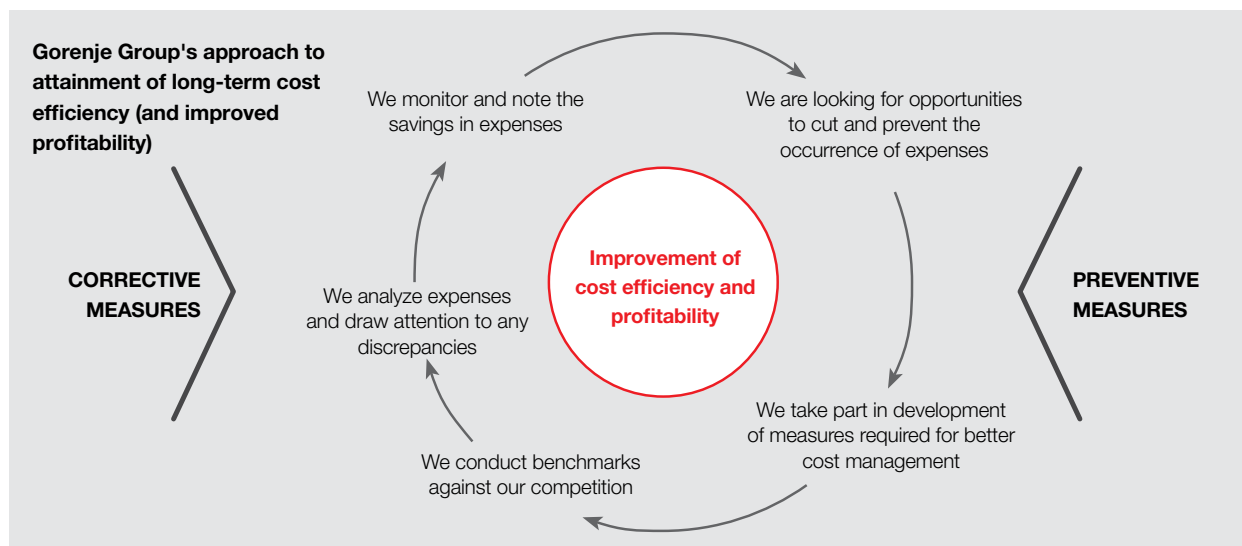 Gorenje Group's approach to
attainment of long-term cost
efficiency (and improved
profitability)
We monitor and note the
savings in expenses
We are looking for opportunities
to cut and prevent the
occurrence of expenses
CORRECTIVE
MEASURES
We analyze expenses
and draw attention to any
discrepancies
Improvement of
cost efficiency and
profitability
PREVENTIVE
MEASURES
We take part in development
of measures required for better
cost management
We conduct benchmarks
against our competition